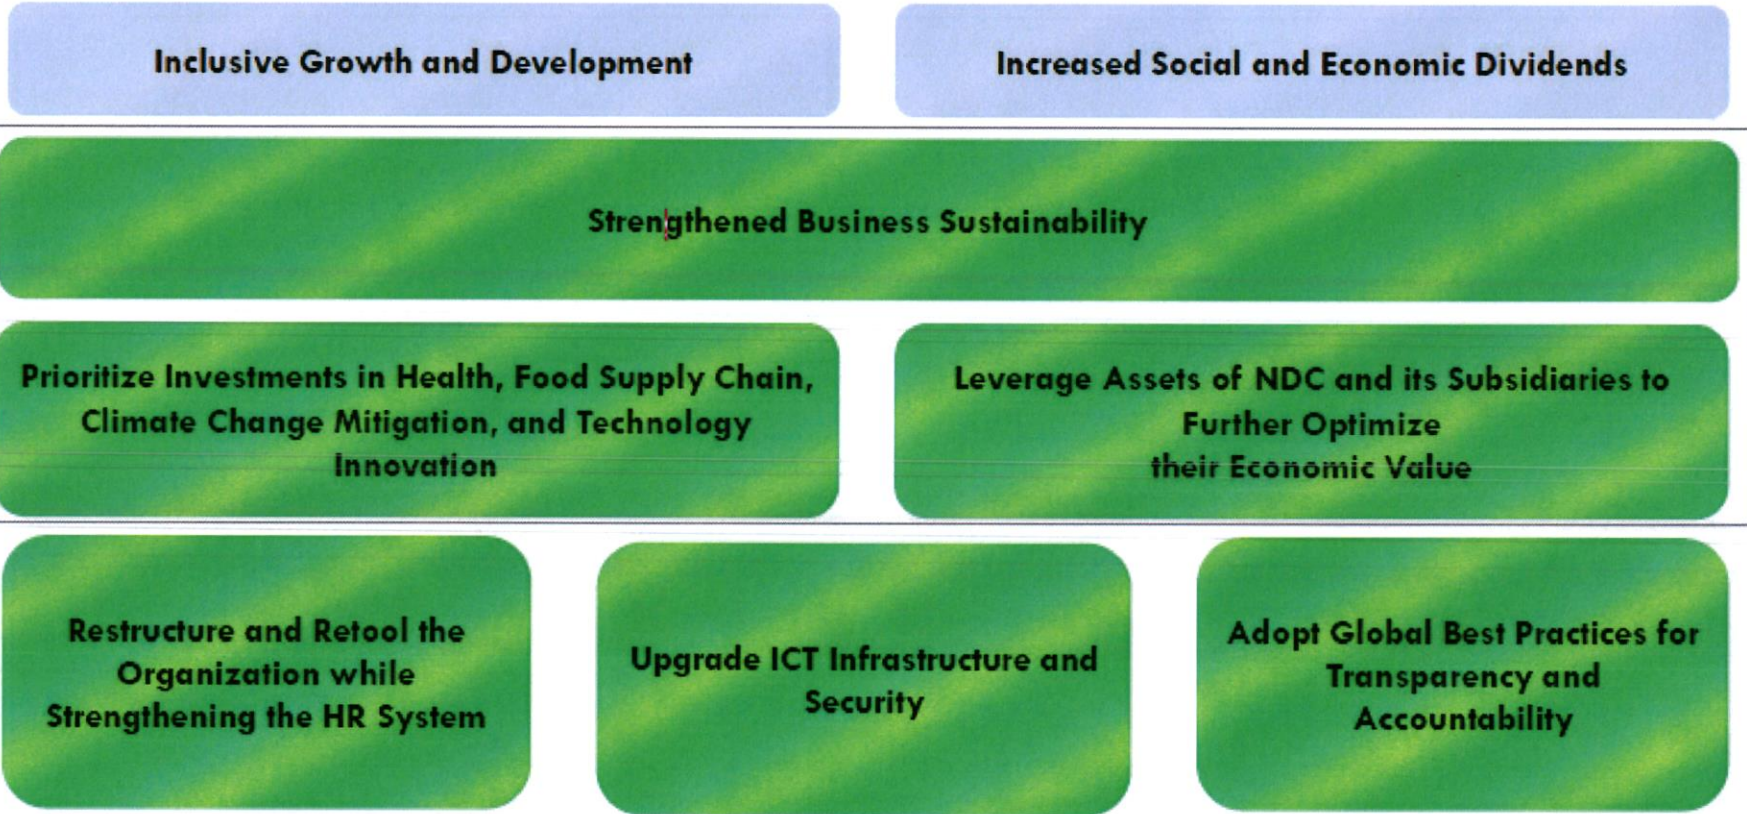 Inclusive Growth and Development
Increased Social and Economic Dividends
Strengthened Business Sustainability
Prioritize Investments in Health, Food Supply Chain,
Climate Change Mitigation, and Technology
Innovation
Leverage Assets of NDC and its Subsidiaries to
Further Optimize
their Economic Value
Restructure and Retool the
Organization while
Strengthening the HR System
Upgrade ICT Infrastructure and
Security
Adopt Global Best Practices for
Transparency and
Accountability